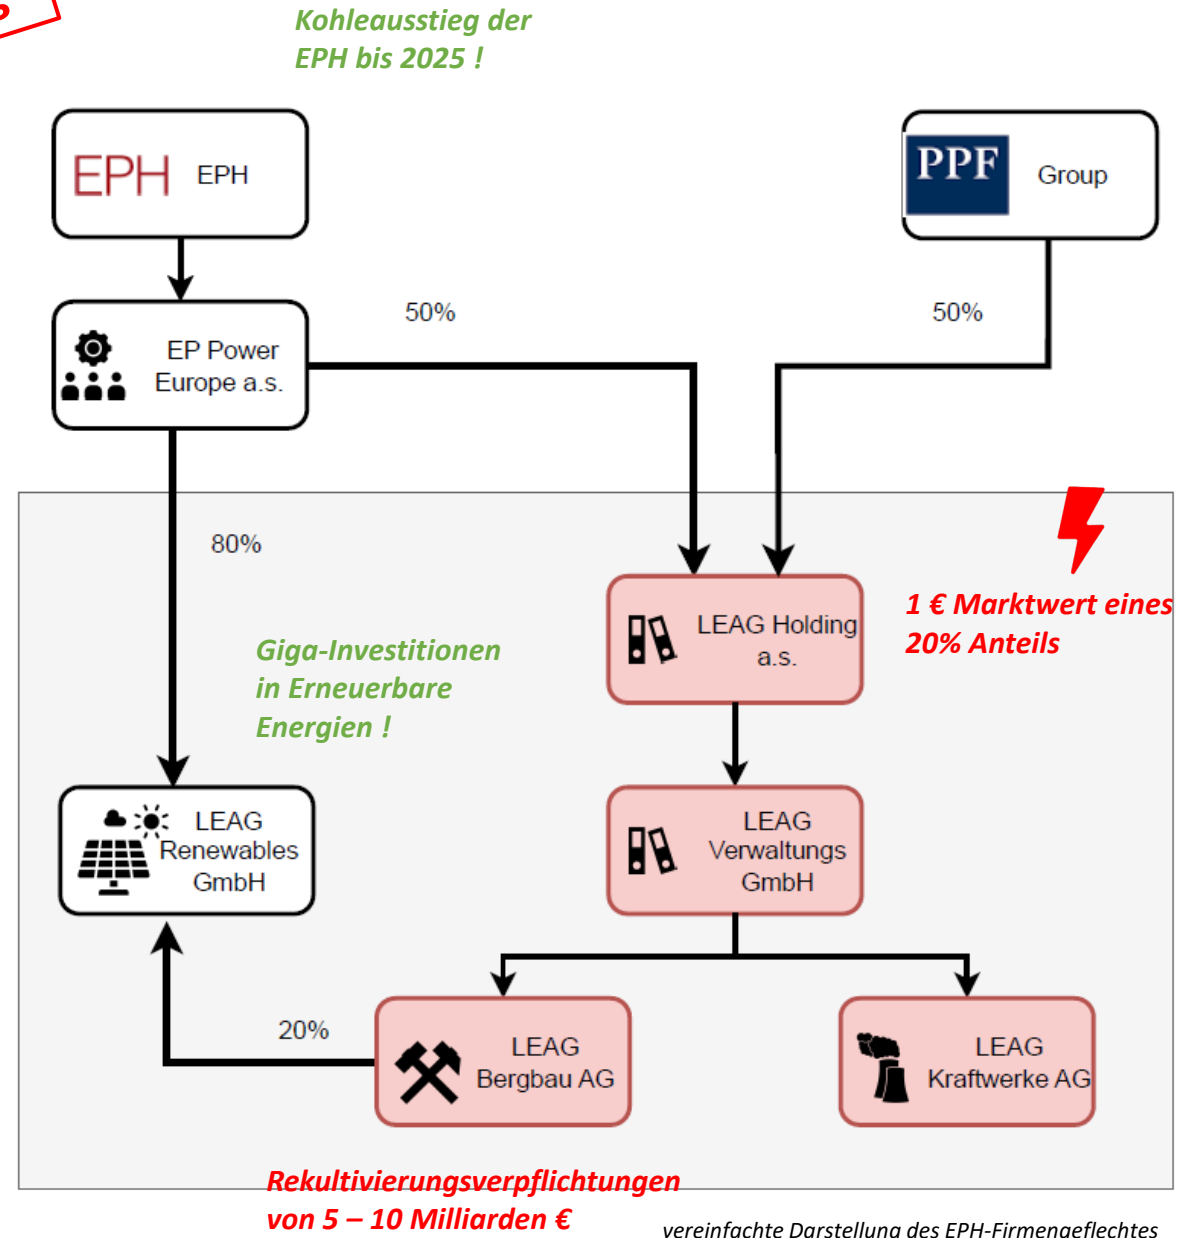 Kohleausstieg der
EPH bis 2025 !
EPH EPH
PPF Group
EP Power
Europe a.s.
50%
50%
80%
LEAG Holding
a.s.
1 € Marktwert eines
20% Anteils
Giga-Investitionen
in Erneuerbare
Energien !
LEAG
Renewables
GmbH
LEAG
Verwaltungs
GmbH
20%
LEAG
Bergbau AG
LEAG
Kraftwerke AG
Rekultivierungsverpflichtungen
von 5 – 10 Milliarden €
vereinfachte Darstellung des EPH-Firmengeflechtes